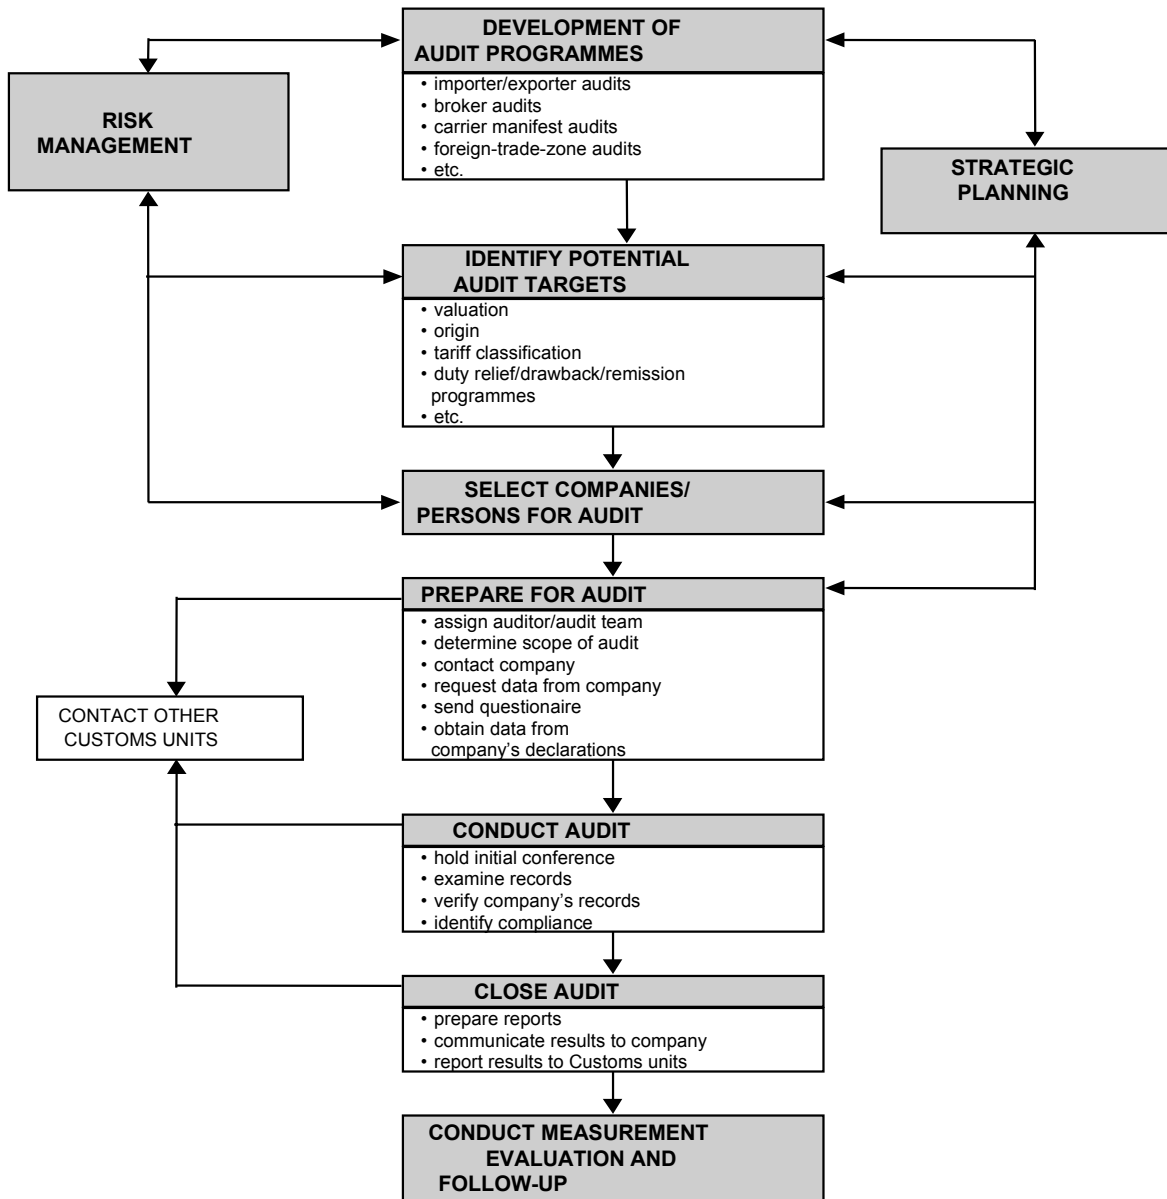 DEVELOPMENT OF
AUDIT PROGRAMMES
• importer/exporter audits
• broker audits
• carrier manifest audits
• foreign-trade-zone audits
• etc.
RISK
MANAGEMENT
STRATEGIC
PLANNING
IDENTIFY POTENTIAL
AUDIT TARGETS
• valuation
• origin
• tariff classification
• duty relief/drawback/remission
programmes
• etc.
SELECT COMPANIES/
PERSONS FOR AUDIT
PREPARE FOR AUDIT
• assign auditor/audit team
• determine scope of audit
• contact company
• request data from company
• send questionaire
• obtain data from
company’s declarations
CONTACT OTHER
CUSTOMS UNITS
CONDUCT AUDIT
• hold initial conference
• examine records
• verify company’s records
• identify compliance
CLOSE AUDIT
• prepare reports
• communicate results to company
• report results to Customs units
CONDUCT MEASUREMENT
EVALUATION AND
FOLLOW-UP